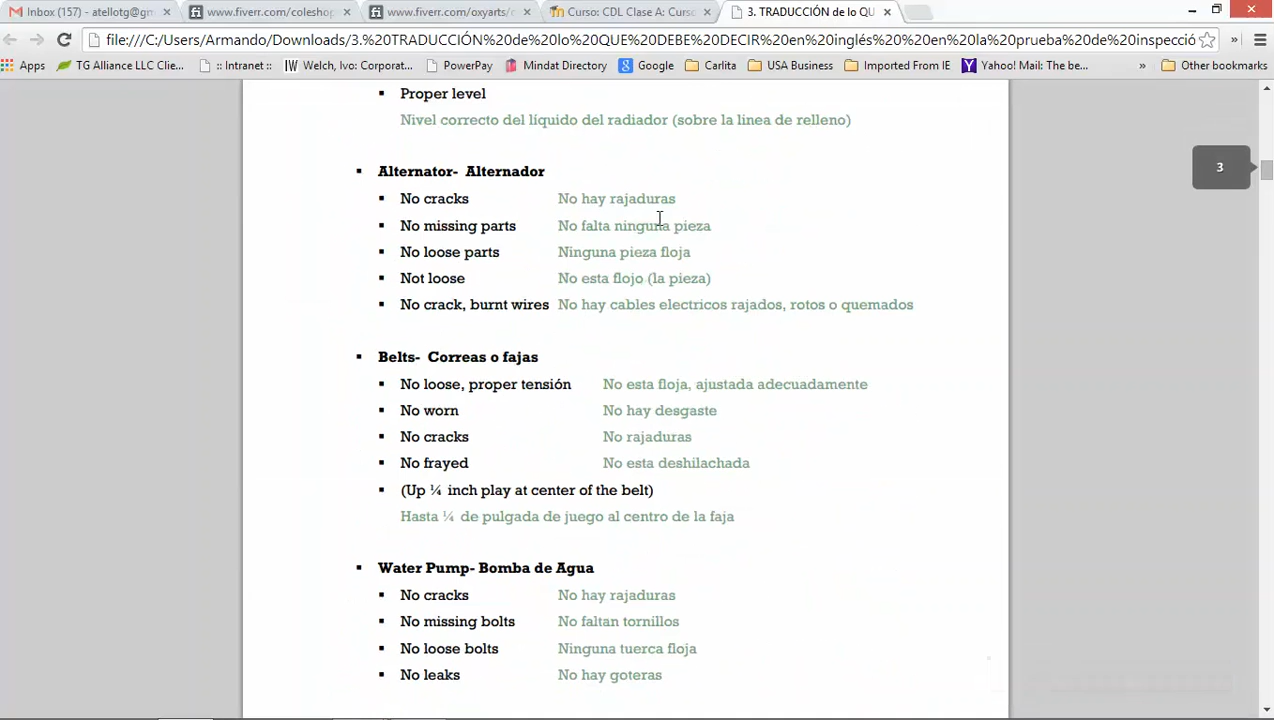 Inbox (157) - atellotg@gm
www.fiverr.com/coleshop
www.fiverr.com/oxyarts/c
Curso: CDL Clase A: Curso
3. TRADUCCIÓN de lo QU
file:///C:/Users/Armando/Downloads/3.%20TRADUCCIÓN%20de%20lo%20QUE%20DEBE%20DECIR%20en%20inglés%20%20en%20la%20prueba%20de%20inspecció
Apps TG Alliance LLC Clie... :: Intranet :: Welch, Ivo: Corporat... PowerPay Mindat Directory Google Carlita USA Business Imported From IE Yahoo! Mail: The be... » Other bookmarks
Proper level
Nivel correcto del líquido del radiador (sobre la linea de relleno)
3
Alternator- Alternador
No cracks No hay rajaduras
No missing parts No falta ninguna pieza
No loose parts Ninguna pieza floja
Not loose No esta flojo (la pieza)
No crack, burnt wires No hay cables electricos rajados, rotos o quemados
Belts- Correas o fajas
No loose, proper tensión No esta floja, ajustada adecuadamente
No worn No hay desgaste
No cracks No rajaduras
No frayed No esta deshilachada
(Up ¼ inch play at center of the belt)
Hasta ¼ de pulgada de juego al centro de la faja
Water Pump- Bomba de Agua
No cracks No hay rajaduras
No missing bolts No faltan tornillos
No loose bolts Ninguna tuerca floja
No leaks No hay goteras